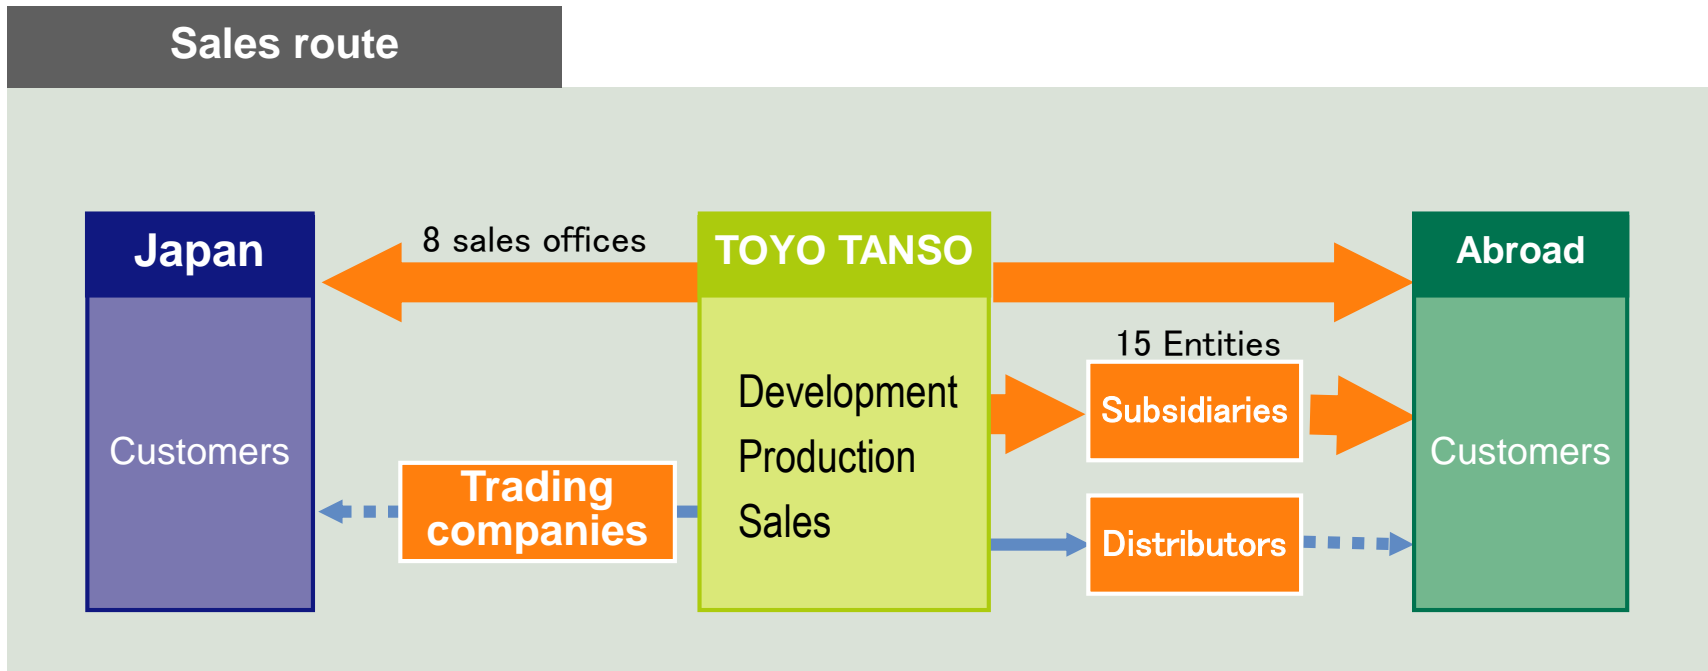 Sales route
Japan
8 sales offices
TOYO TANSO
Abroad
15 Entities
Customers
Trading
companies
Development
Production
Sales
Subsidiaries
Distributors
Customers